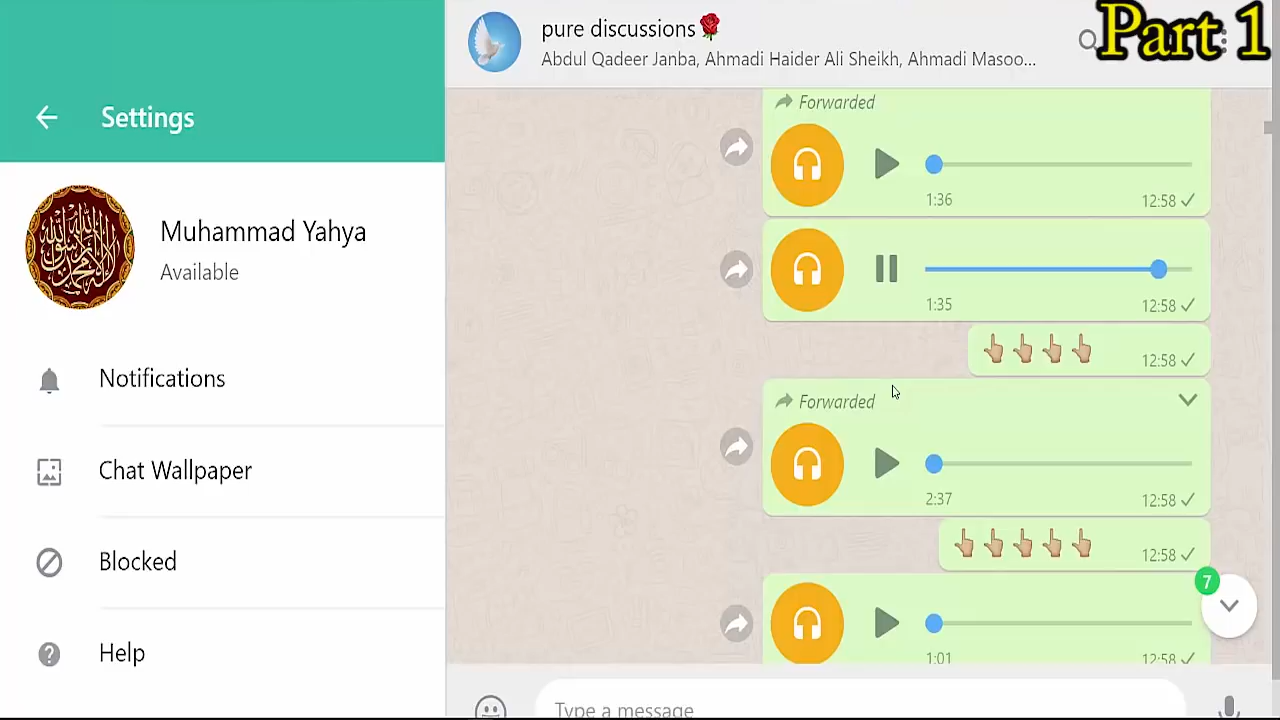 Part 1
pure discussions🌹
Abdul Qadeer Janba, Ahmadi Haider Ali Sheikh, Ahmadi Masoo...
Settings
Muhammad Yahya
Available
Notifications
Chat Wallpaper
Blocked
Help
Forwarded
1:36 12:58
1:35 12:58
👆🏼👆🏼👆🏼👆🏼 12:58
Forwarded
2:37 12:58
👆🏼👆🏼👆🏼👆🏼👆🏼 12:58
7
1:01 12:58
Type a message